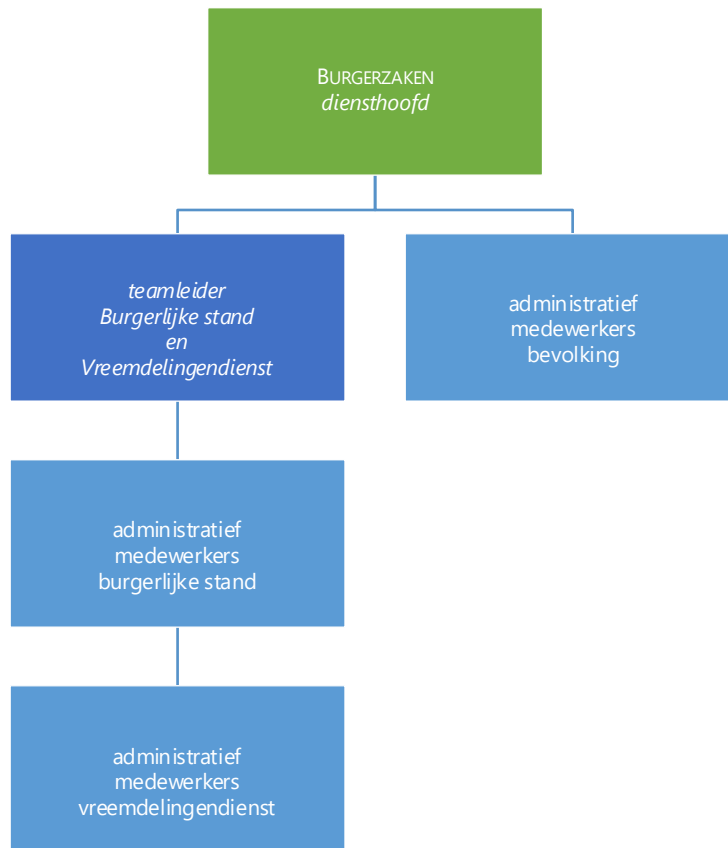 BURGERZAKEN
diensthoofd
teamleider
Burgerlijke stand
en
Vreemdelingendienst
administratief
medewerkers
bevolking
administratief
medewerkers
burgerlijke stand
administratief
medewerkers
vreemdelingendienst